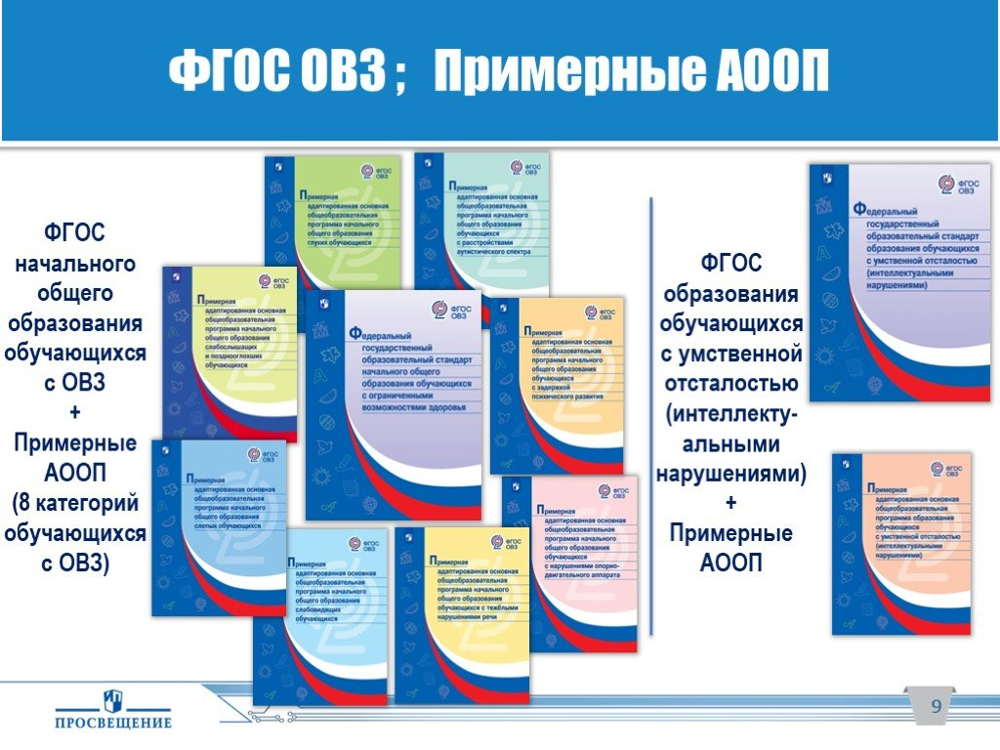 ФГОС ОВЗ ; Примерные АООП
ФГОС
начального
общего
образования
обучающихся
с ОВЗ
+
Примерные
АООП
(8 категорий
обучающихся
с ОВЗ)
ФГОС
ОВЗ
Примерная
адаптированная основная
общеобразовательная
программа начального
общего образования
глухих обучающихся
ФГОС
ОВЗ
Примерная
адаптированная основная
общеобразовательная
программа начального
общего образования
обучающихся
с расстройствами
аутистического спектра
ФГОС
ОВЗ
Примерная
адаптированная основная
общеобразовательная
программа начального
общего образования
слабослышащих
и позднооглохших
обучающихся
ФГОС
ОВЗ
Федеральный
государственный
образовательный стандарт
начального общего
образования обучающихся
с ограниченными
возможностями здоровья
ФГОС
ОВЗ
Примерная
адаптированная основная
общеобразовательная
программа начального
общего образования
обучающихся
с задержкой
психического развития
ФГОС
ОВЗ
Примерная
адаптированная основная
общеобразовательная
программа начального
общего образования
слепых обучающихся
ФГОС
ОВЗ
Примерная
адаптированная основная
общеобразовательная
программа начального
общего образования
слабовидящих
обучающихся
ФГОС
ОВЗ
Примерная
адаптированная основная
общеобразовательная
программа начального
общего образования
обучающихся с тяжёлыми
нарушениями речи
ФГОС
ОВЗ
Примерная
адаптированная основная
общеобразовательная
программа начального
общего образования
обучающихся
с нарушениями опорно-
двигательного аппарата
ФГОС
образования
обучающихся
с умственной
отсталостью
(интеллекту-
альными
нарушениями)
+
Примерные
АООП
ФГОС
ОВЗ
Федеральный
государственный
образовательный стандарт
образования обучающихся
с умственной отсталостью
(интеллектуальными
нарушениями)
ФГОС
ОВЗ
Примерная
адаптированная основная
общеобразовательная
программа образования
обучающихся
с умственной отсталостью
(интеллектуальными
нарушениями)
ПРОСВЕЩЕНИЕ
9